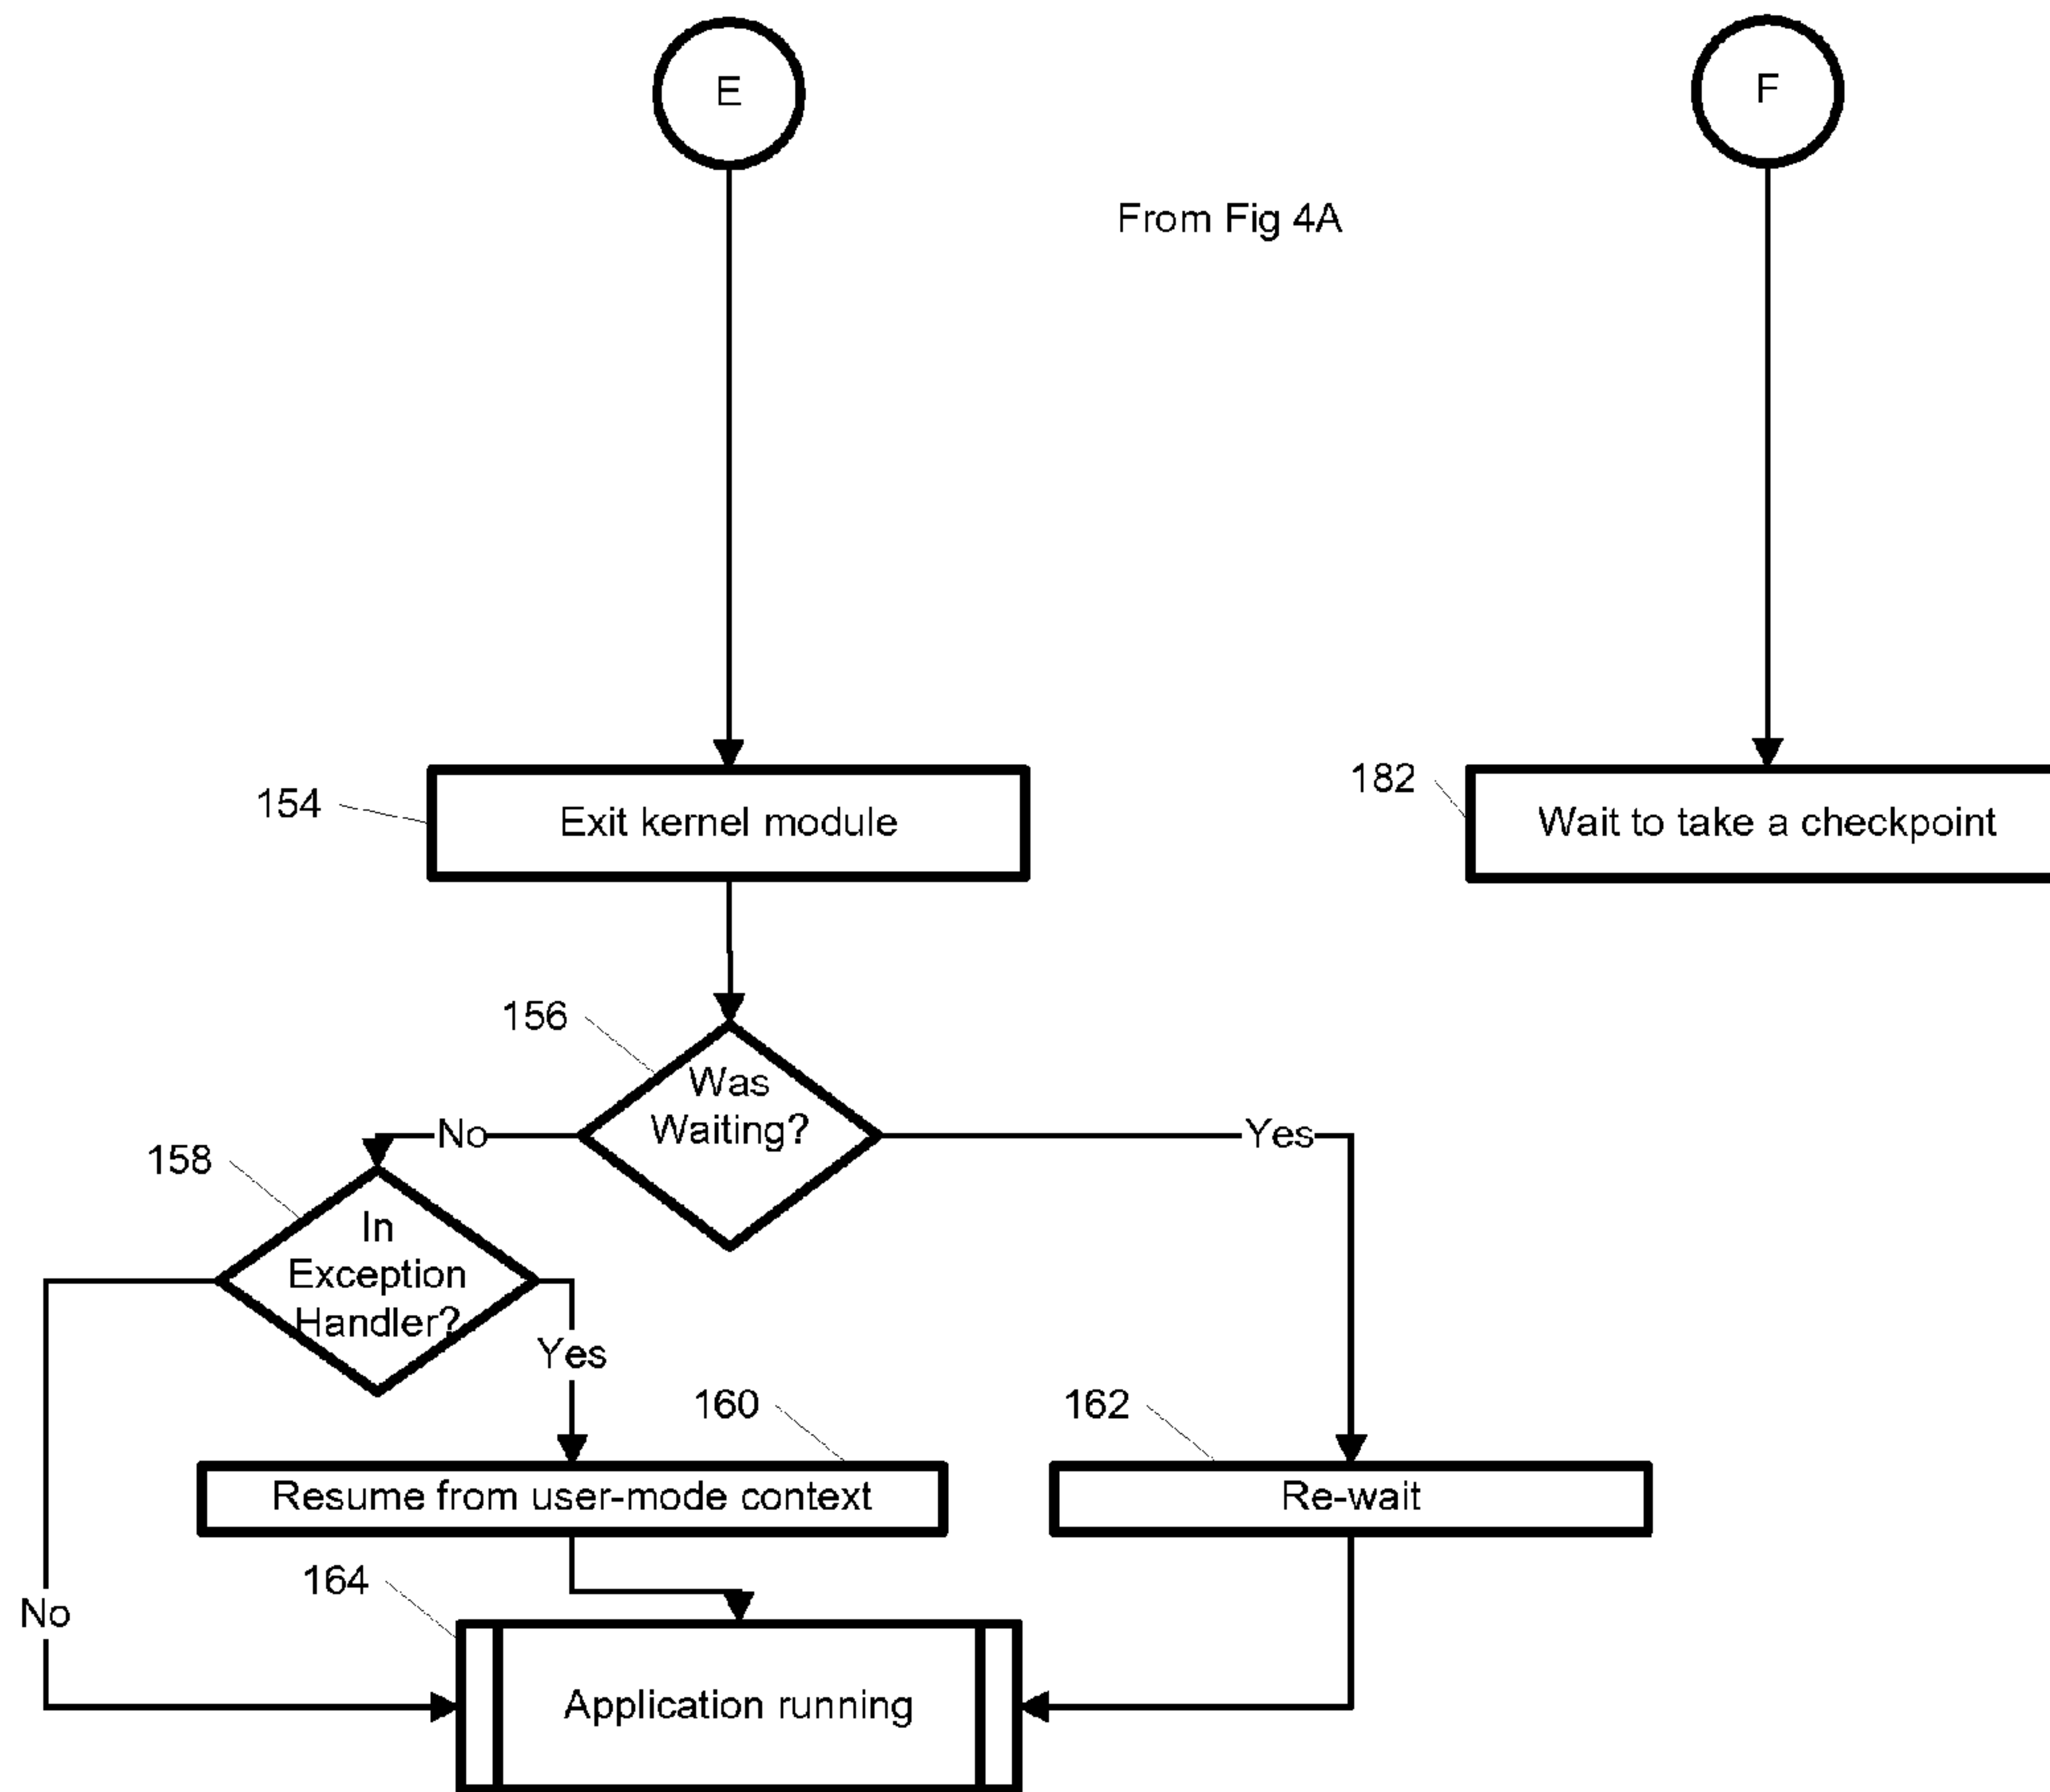 E
F
From Fig 4A
154
Exit kernel module
182
Wait to take a checkpoint
156
Was
Waiting?
No
Yes
158
In
Exception
Handler?
Yes
160
162
Resume from user-mode context
Re-wait
164
No
Application running